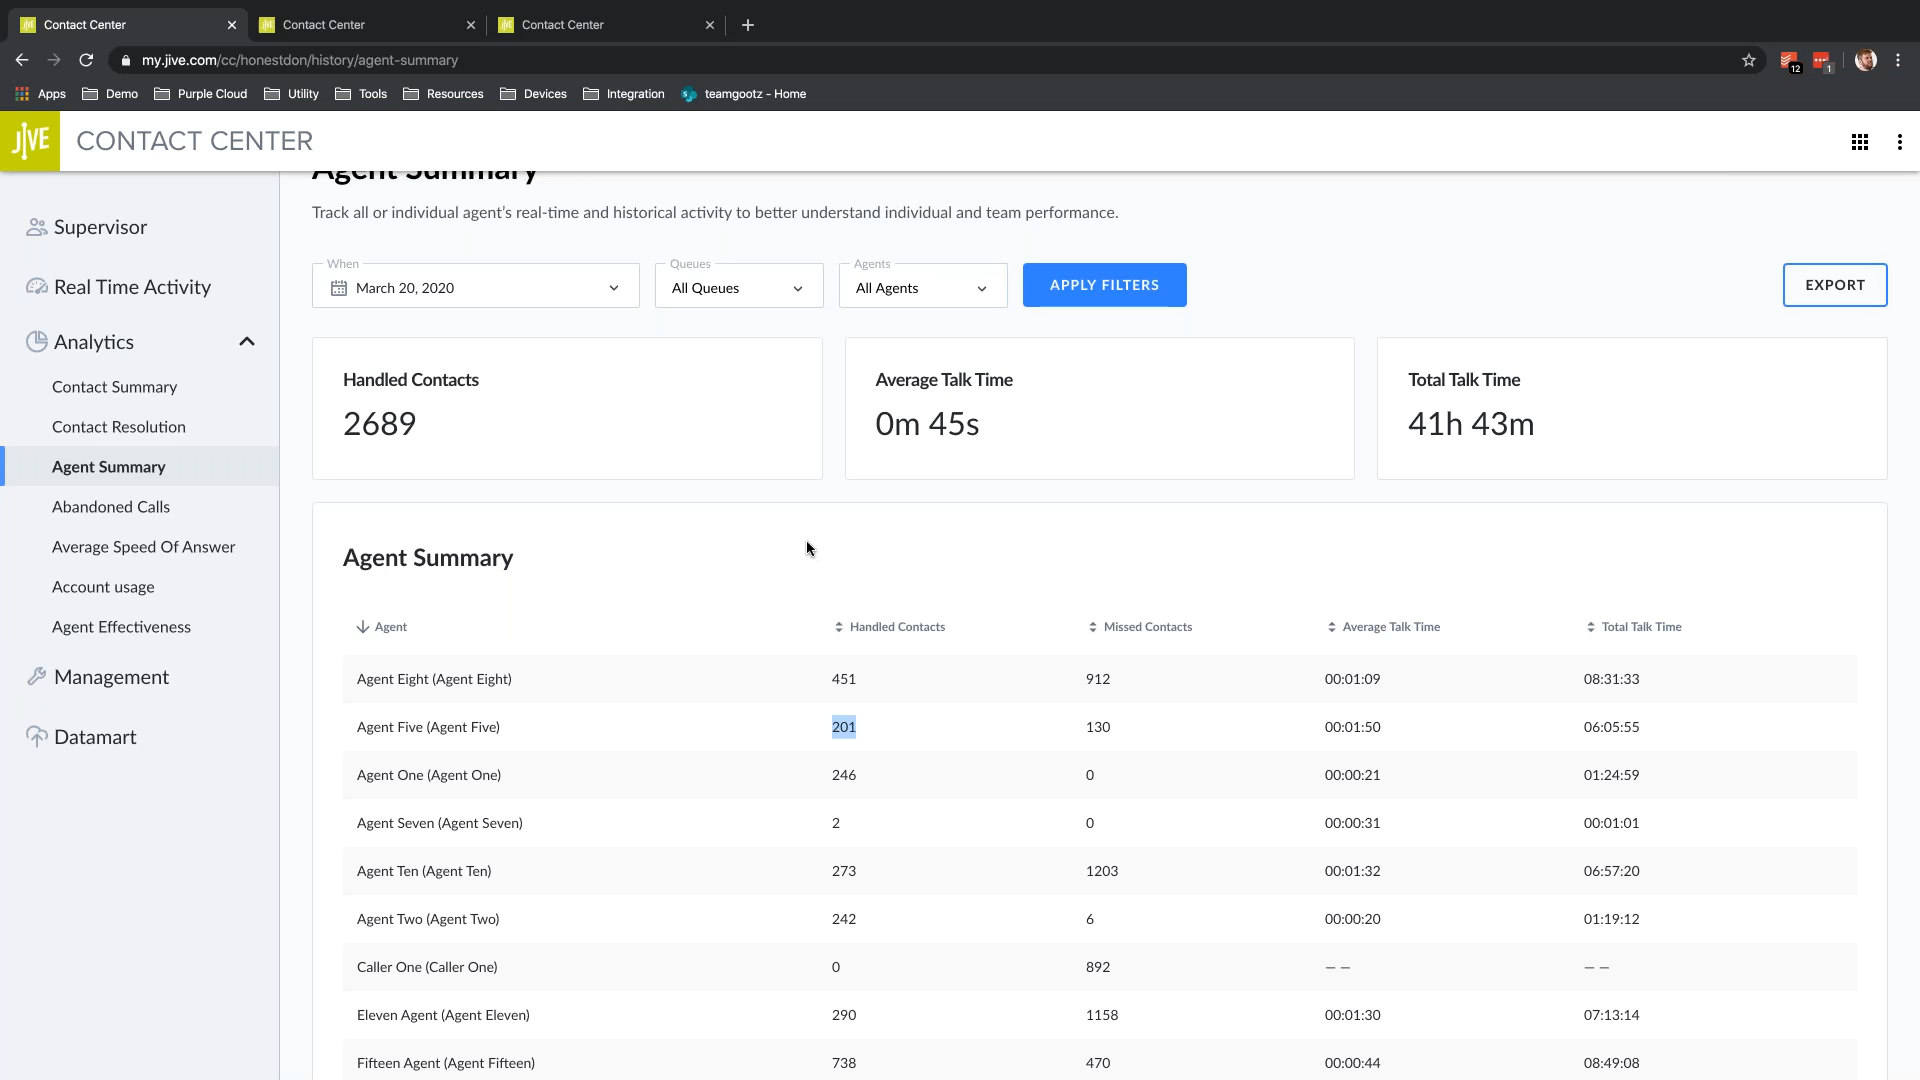 Contact Center
Contact Center
Contact Center
my.jive.com/cc/honestdon/history/agent-summary
12
1
Apps
Demo
Purple Cloud
Utility
Tools
Resources
Devices
Integration
teamgootz - Home
JIVE
CONTACT CENTER
Agent Summary
Track all or individual agent's real-time and historical activity to better understand individual and team performance.
Supervisor
Real Time Activity
Analytics
Contact Summary
Contact Resolution
Agent Summary
Abandoned Calls
Average Speed Of Answer
Account usage
Agent Effectiveness
Management
Datamart
When
March 20, 2020
Queues
All Queues
Agents
All Agents
APPLY FILTERS
EXPORT
Handled Contacts
2689
Average Talk Time
0m 45s
Total Talk Time
41h 43m
Agent Summary
Agent Handled Contacts Missed Contacts Average Talk Time Total Talk Time
Agent Eight (Agent Eight) 451 912 00:01:09 08:31:33
Agent Five (Agent Five) 201 130 00:01:50 06:05:55
Agent One (Agent One) 246 0 00:00:21 01:24:59
Agent Seven (Agent Seven) 2 0 00:00:31 00:01:01
Agent Ten (Agent Ten) 273 1203 00:01:32 06:57:20
Agent Two (Agent Two) 242 6 00:00:20 01:19:12
Caller One (Caller One) 0 892 – – – –
Eleven Agent (Agent Eleven) 290 1158 00:01:30 07:13:14
Fifteen Agent (Agent Fifteen) 738 470 00:00:44 08:49:08